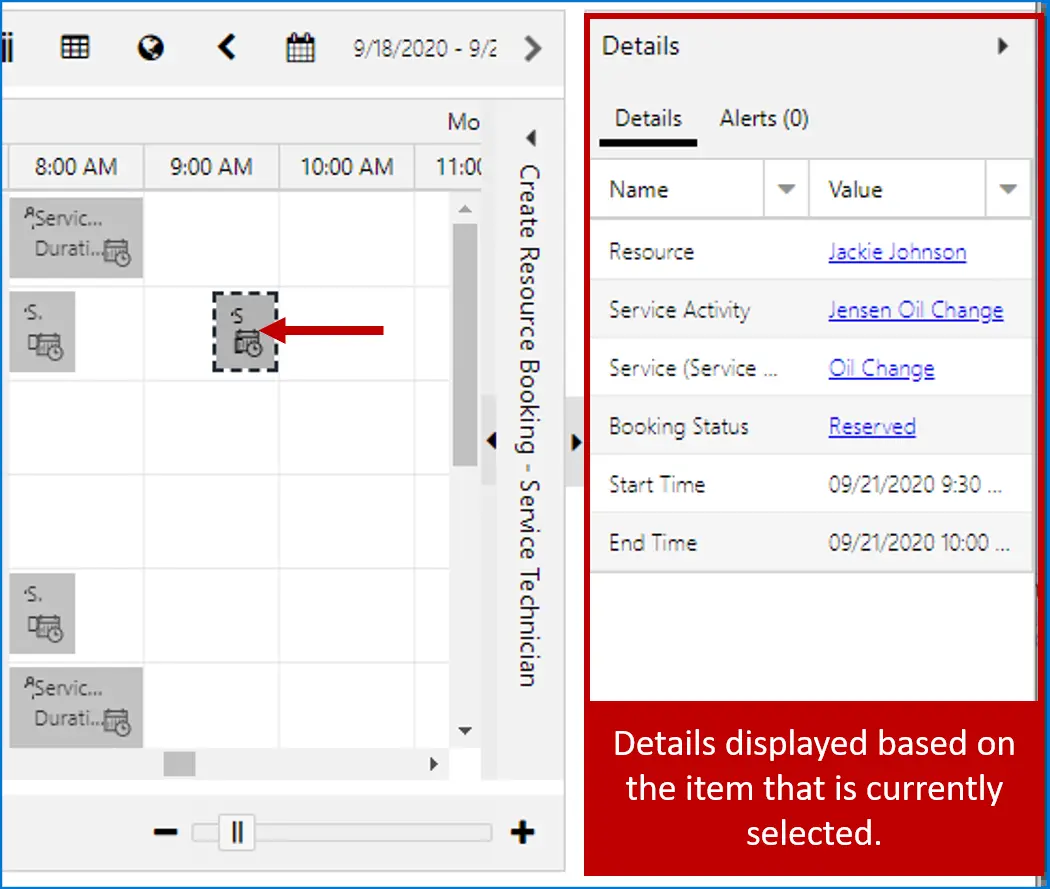 9/18/2020 - 9/2
Mo
8:00 AM 9:00 AM 10:00 AM 11:00
Servic...
Durati...
'S.
'S
'S.
Servic...
Durati...
Create Resource Booking - Service Technician
Details
Details Alerts (0)
Name Value
Resource Jackie Johnson
Service Activity Jensen Oil Change
Service (Service ... Oil Change
Booking Status Reserved
Start Time 09/21/2020 9:30 ...
End Time 09/21/2020 10:00 ...
Details displayed based on
the item that is currently
selected.